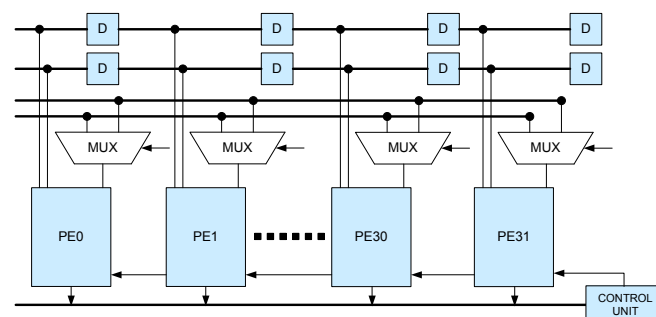 D D D D
D D D D
MUX MUX MUX MUX
PE0 PE1 PE30 PE31
CONTROL
UNIT